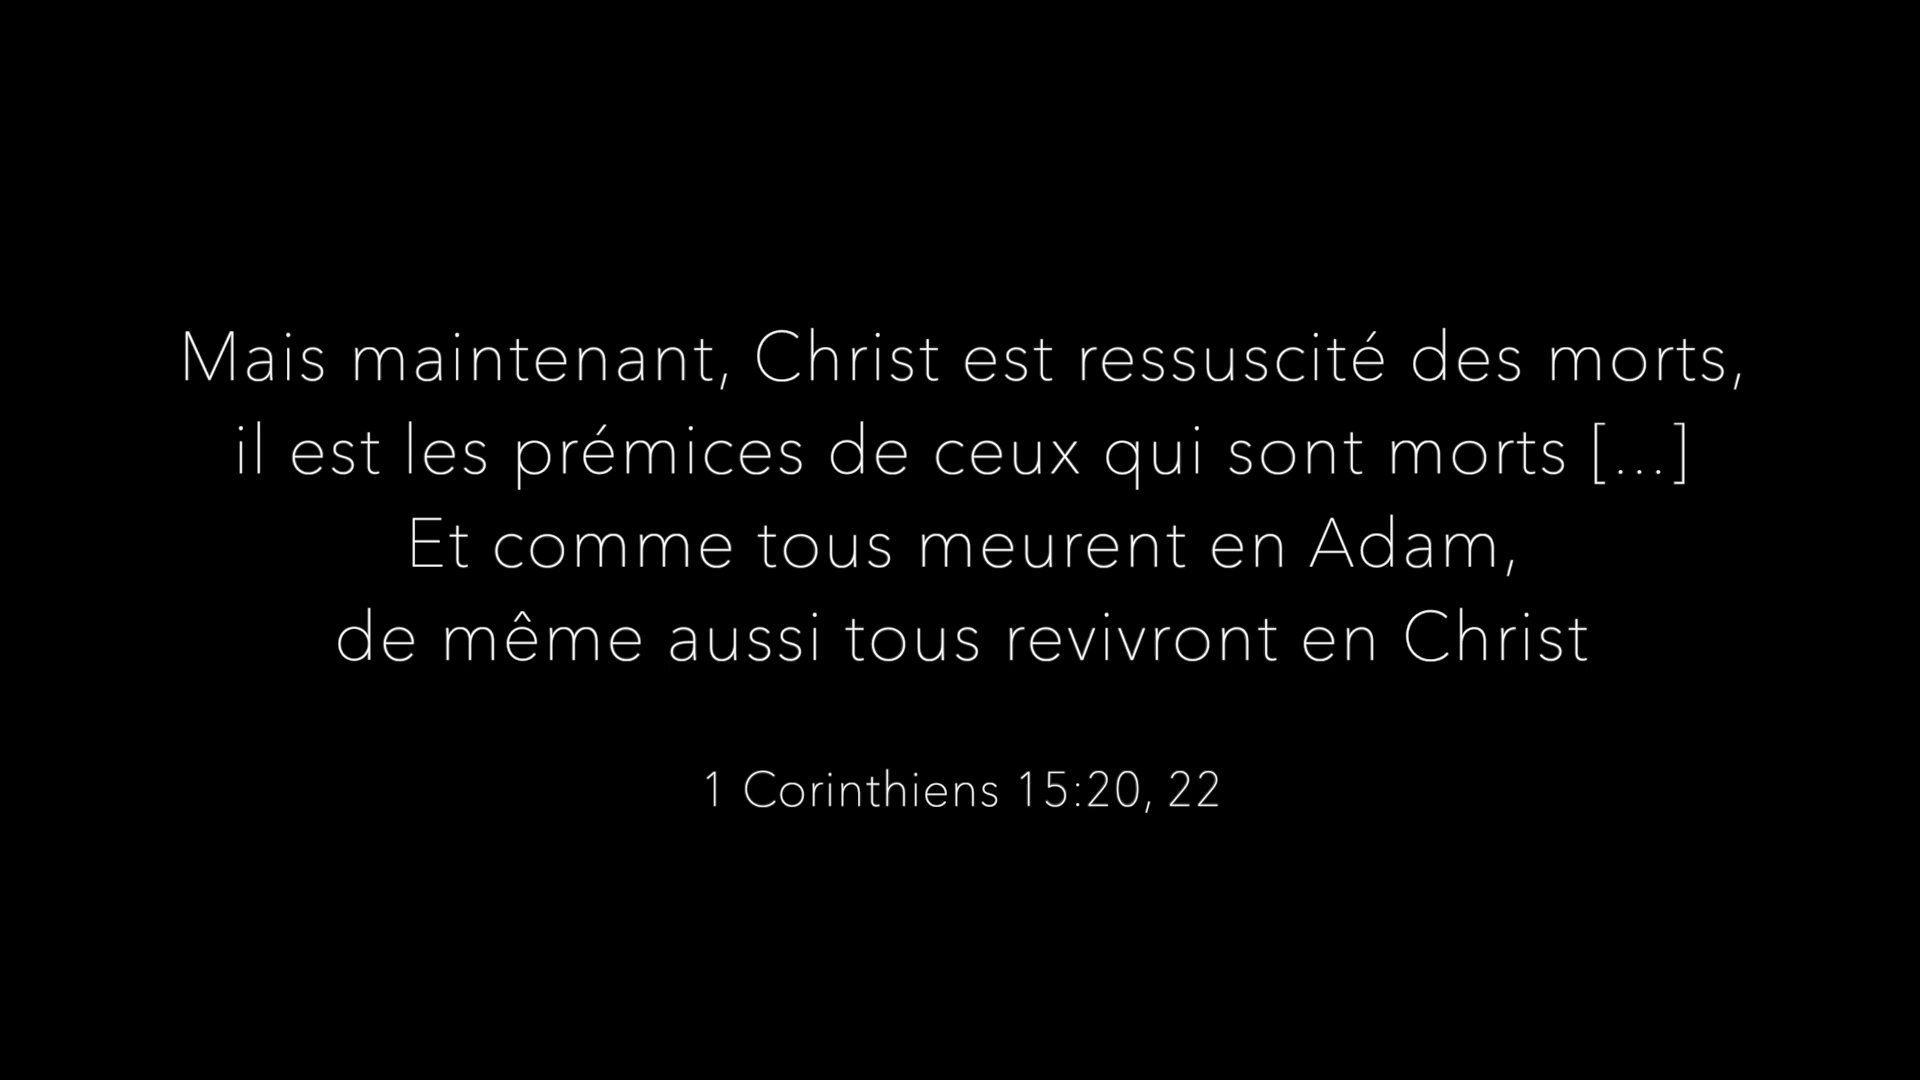 Mais maintenant, Christ est ressuscité des morts,
il est les prémices de ceux qui sont morts [...]
Et comme tous meurent en Adam,
de même aussi tous revivront en Christ
1 Corinthiens 15:20, 22